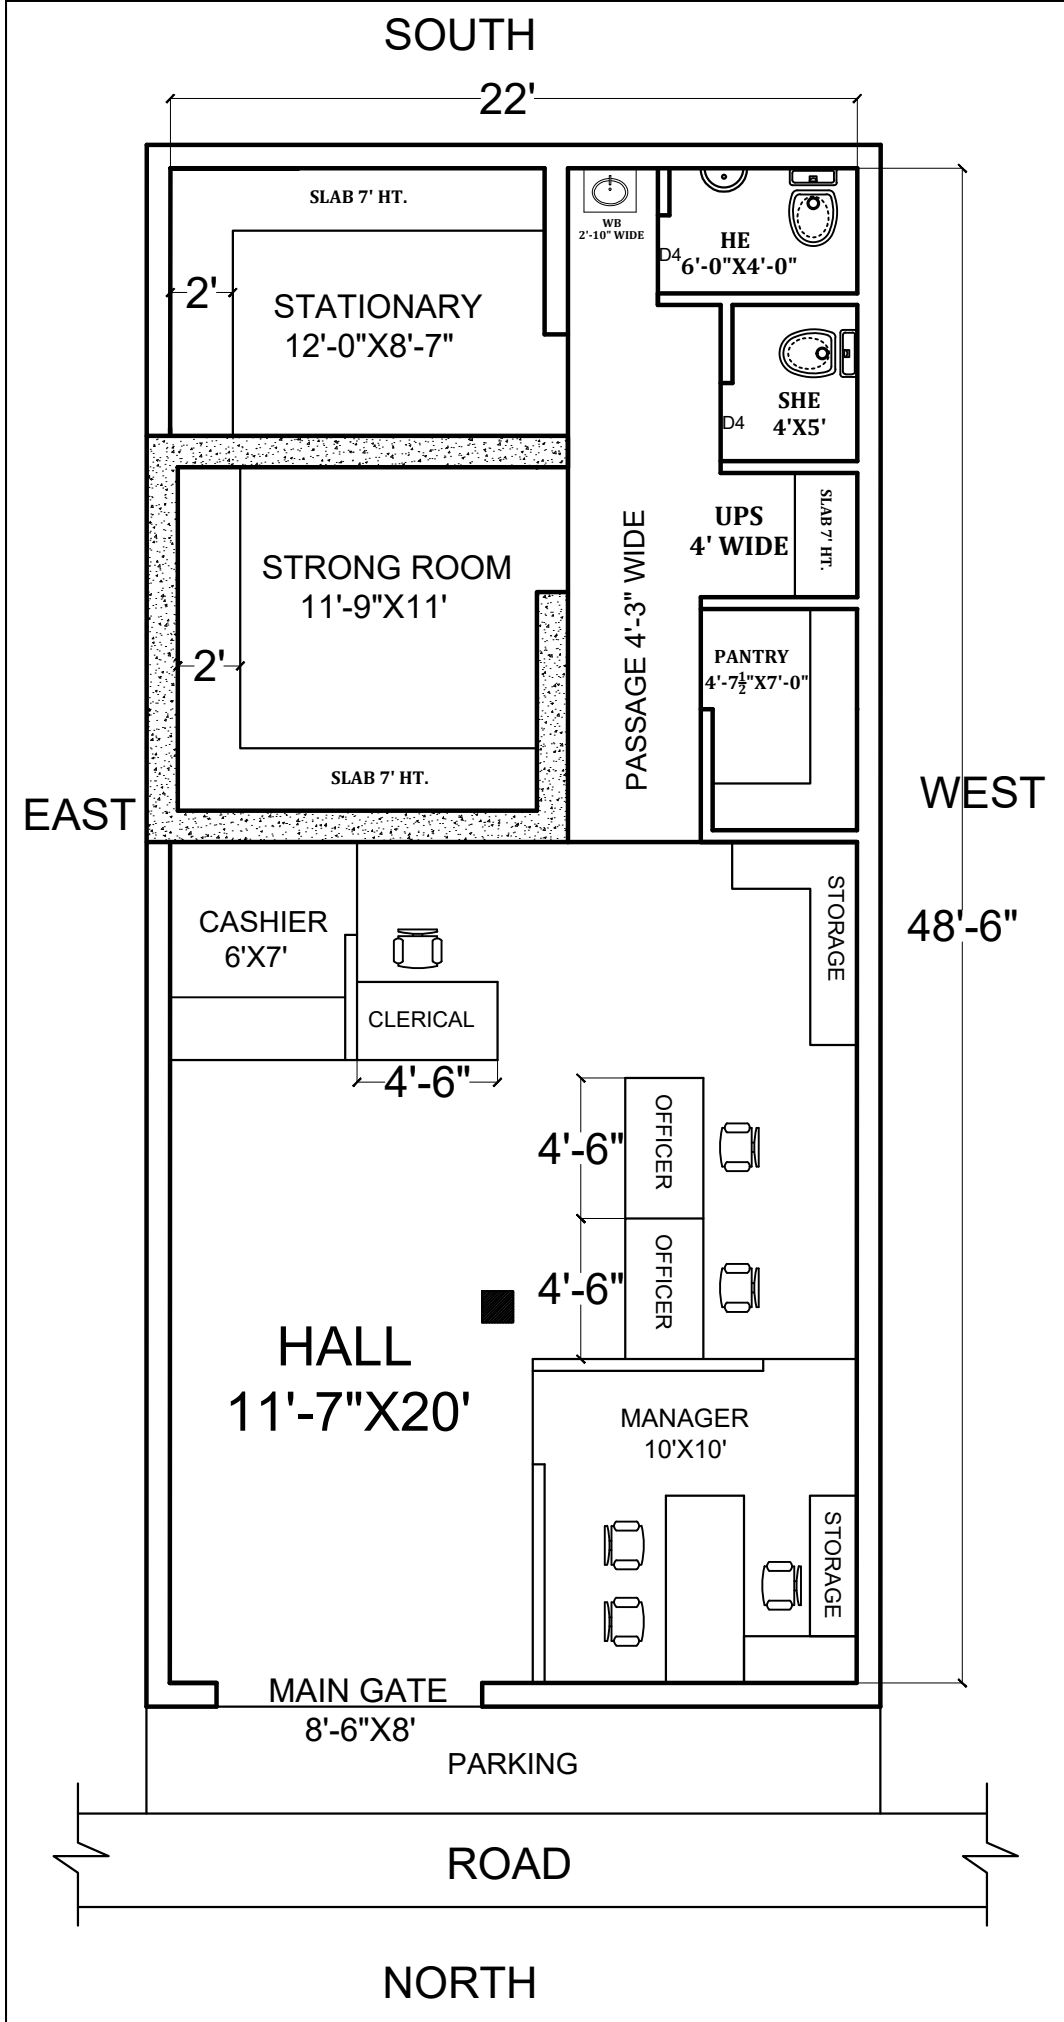 SOUTH
22'
SLAB 7' HT.
WB
2'-10" WIDE
HE
6'-0"X4'-0"
D4
2'
STATIONARY
12'-0"X8'-7"
SHE
4'X5'
D4
UPS
4' WIDE
SLAB 7' HT.
STRONG ROOM
11'-9"X11'
PASSAGE 4'-3" WIDE
2'
PANTRY
4'-7½"X7'-0"
SLAB 7' HT.
EAST
WEST
48'-6"
CASHIER
6'X7'
STORAGE
CLERICAL
4'-6"
4'-6"
OFFICER
4'-6"
OFFICER
HALL
11'-7"X20'
MANAGER
10'X10'
STORAGE
MAIN GATE
8'-6"X8'
PARKING
ROAD
NORTH